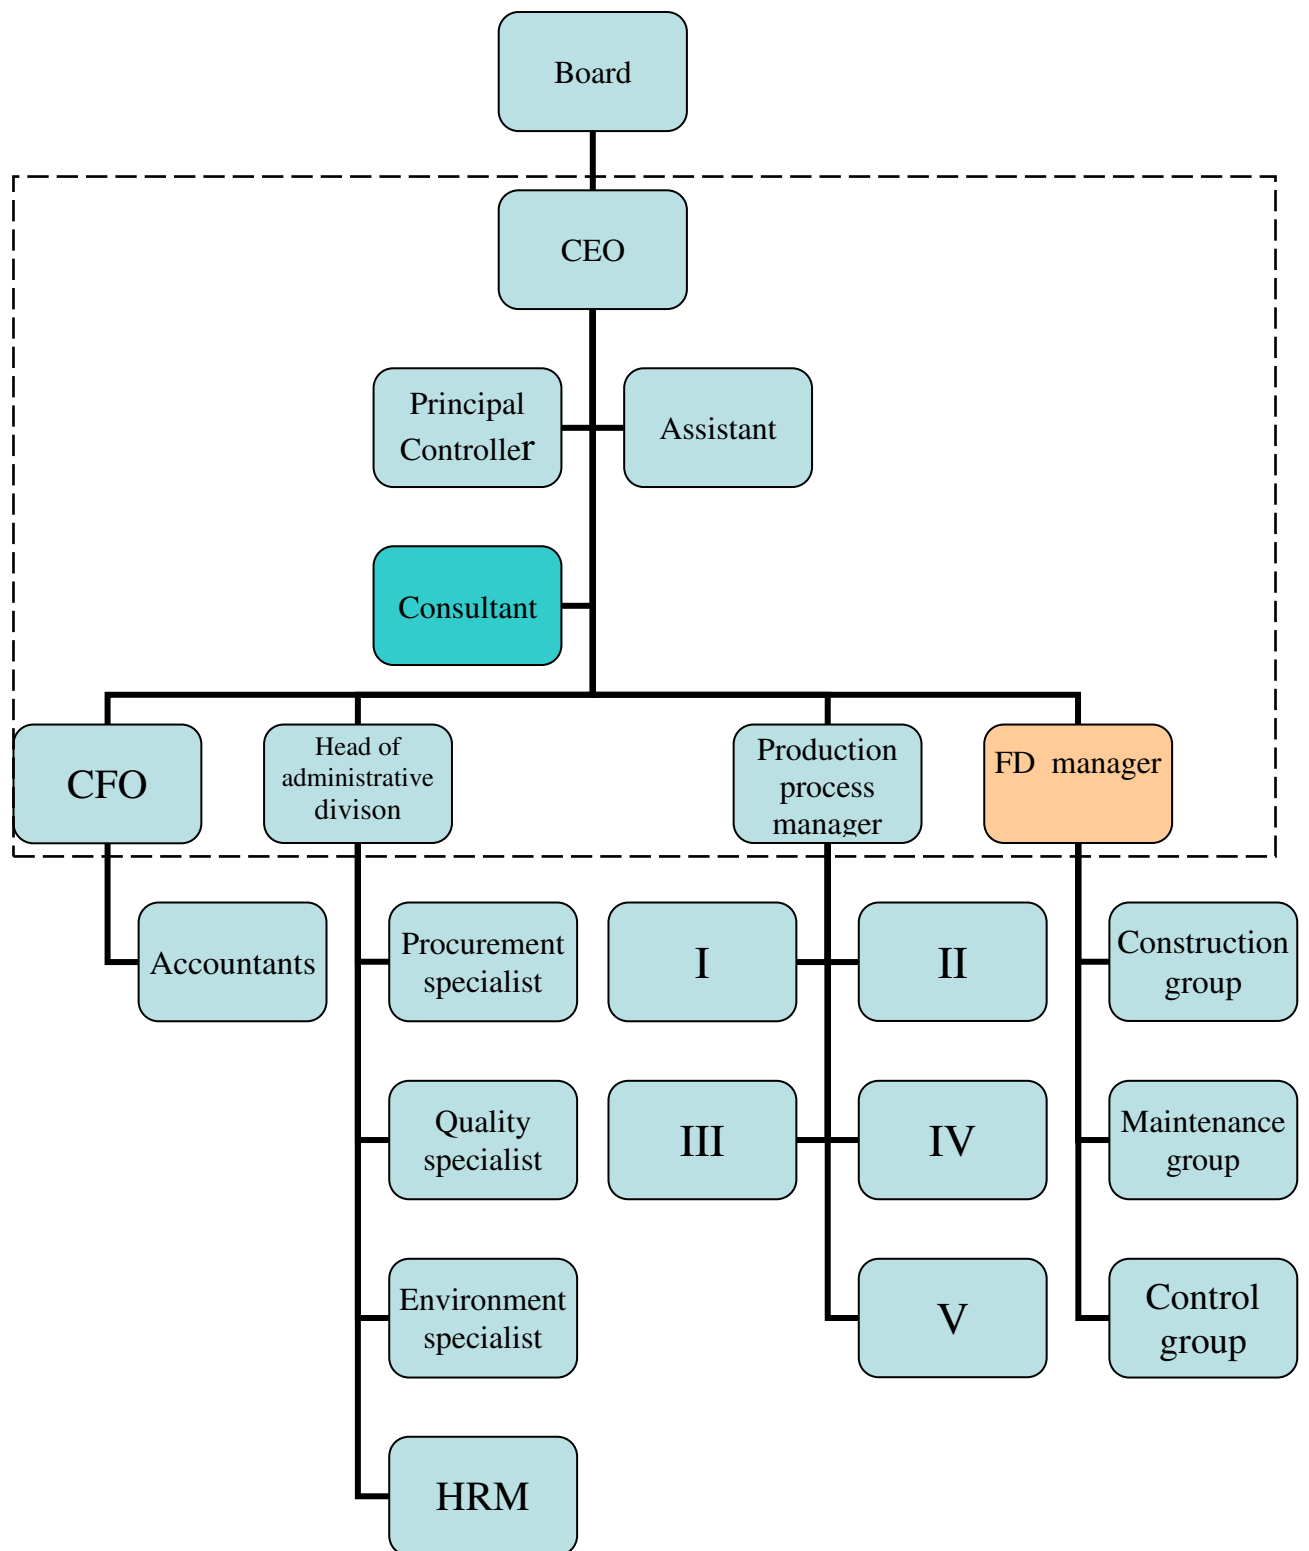 Board
CEO
Principal
Controller
Assistant
Consultant
CFO
Head of
administrative
divison
Production
process
manager
FD manager
Accountants
Procurement
specialist
I
II
Construction
group
Quality
specialist
III
IV
Maintenance
group
Environment
specialist
V
Control
group
HRM